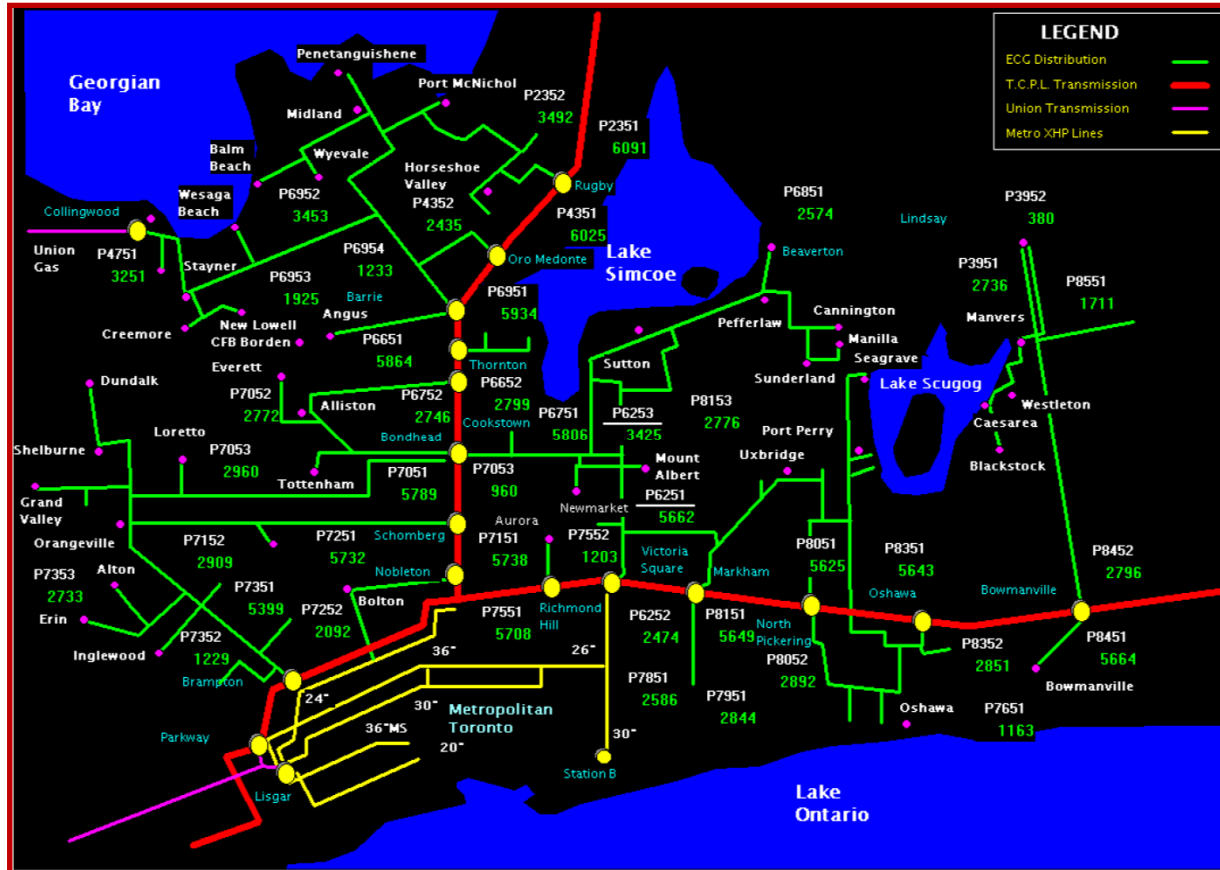 LEGEND
ECG Distribution
T.C.P.L. Transmission
Union Transmission
Metro XHP Lines
Georgian
Bay
Penetanguishene
Port McNichol
P2352
3492
P2351
6091
Midland
Balm
Beach
Wyevale
Horseshoe
Valley
P4352
2435
Rugby
P4351
6025
Wesaga
Beach
P6952
3453
Collingwood
Union
Gas
P4751
3251
Stayner
P6954
1233
P6953
1925
Oro Medonte
Lake
Simcoe
P6851
2574
Beaverton
Lindsay
P3952
380
P3951
2736
P8551
1711
Manvers
Barrie
Angus
P6951
5934
Creemore
New Lowell
CFB Borden
P6651
5864
Everett
Thornton
Pefferlaw
Cannington
Manilla
Seagrave
Sunderland
Sutton
Lake Scugog
Dundalk
P7052
2772
Alliston
P6752
2746
P6652
2799
Cookstown
P6751
5806
P6253
3425
P8153
2776
Port Perry
Westleton
Caesarea
Blackstock
Loretto
Bondhead
Shelburne
P7053
2960
Tottenham
P7051
5789
P7053
960
Mount
Albert
Uxbridge
Grand
Valley
Newmarket
P6251
5662
Orangeville
P7152
2909
P7251
5732
Schomberg
Aurora
P7151
5738
P7552
1203
Victoria
Square
Markham
P8051
5625
P8351
5643
Oshawa
Bowmanville
P8452
2796
Alton
P7353
2733
P7351
5399
Nobleton
Bolton
Erin
P7252
2092
P7551
5708
Richmond
Hill
P6252
2474
P8151
5649
North
Pickering
P8352
2851
P8451
5664
Inglewood
P7352
1229
Brampton
36"
26"
P8052
2892
P7851
2586
P7951
2844
Bowmanville
24"
30"
Metropolitan
Toronto
Oshawa
P7651
1163
Parkway
36"MS
20"
30"
Lisgar
Station B
Lake
Ontario